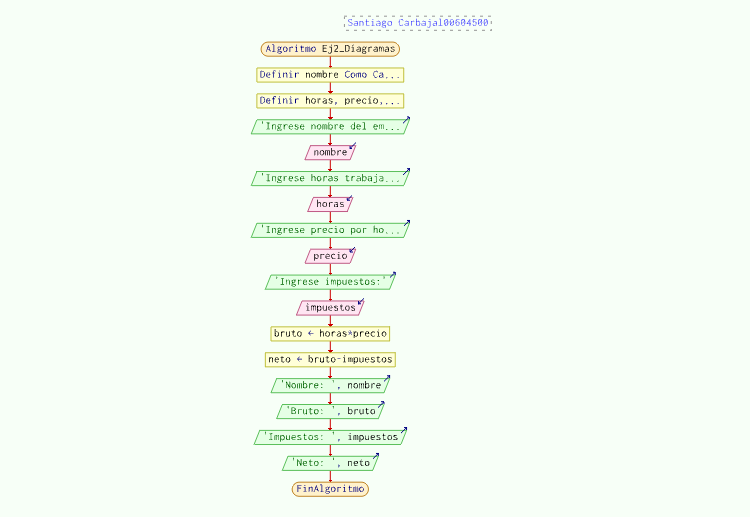 Santiago Carbajal00604500
Algoritmo Ej2_Diagramas
Definir nombre Como Ca...
Definir horas, precio,...
'Ingrese nombre del em...
nombre
'Ingrese horas trabaja...
horas
'Ingrese precio por ho...
precio
'Ingrese impuestos:'
impuestos
bruto ← horas*precio
neto ← bruto-impuestos
'Nombre: ', nombre
'Bruto: ', bruto
'Impuestos: ', impuestos
'Neto: ', neto
FinAlgoritmo